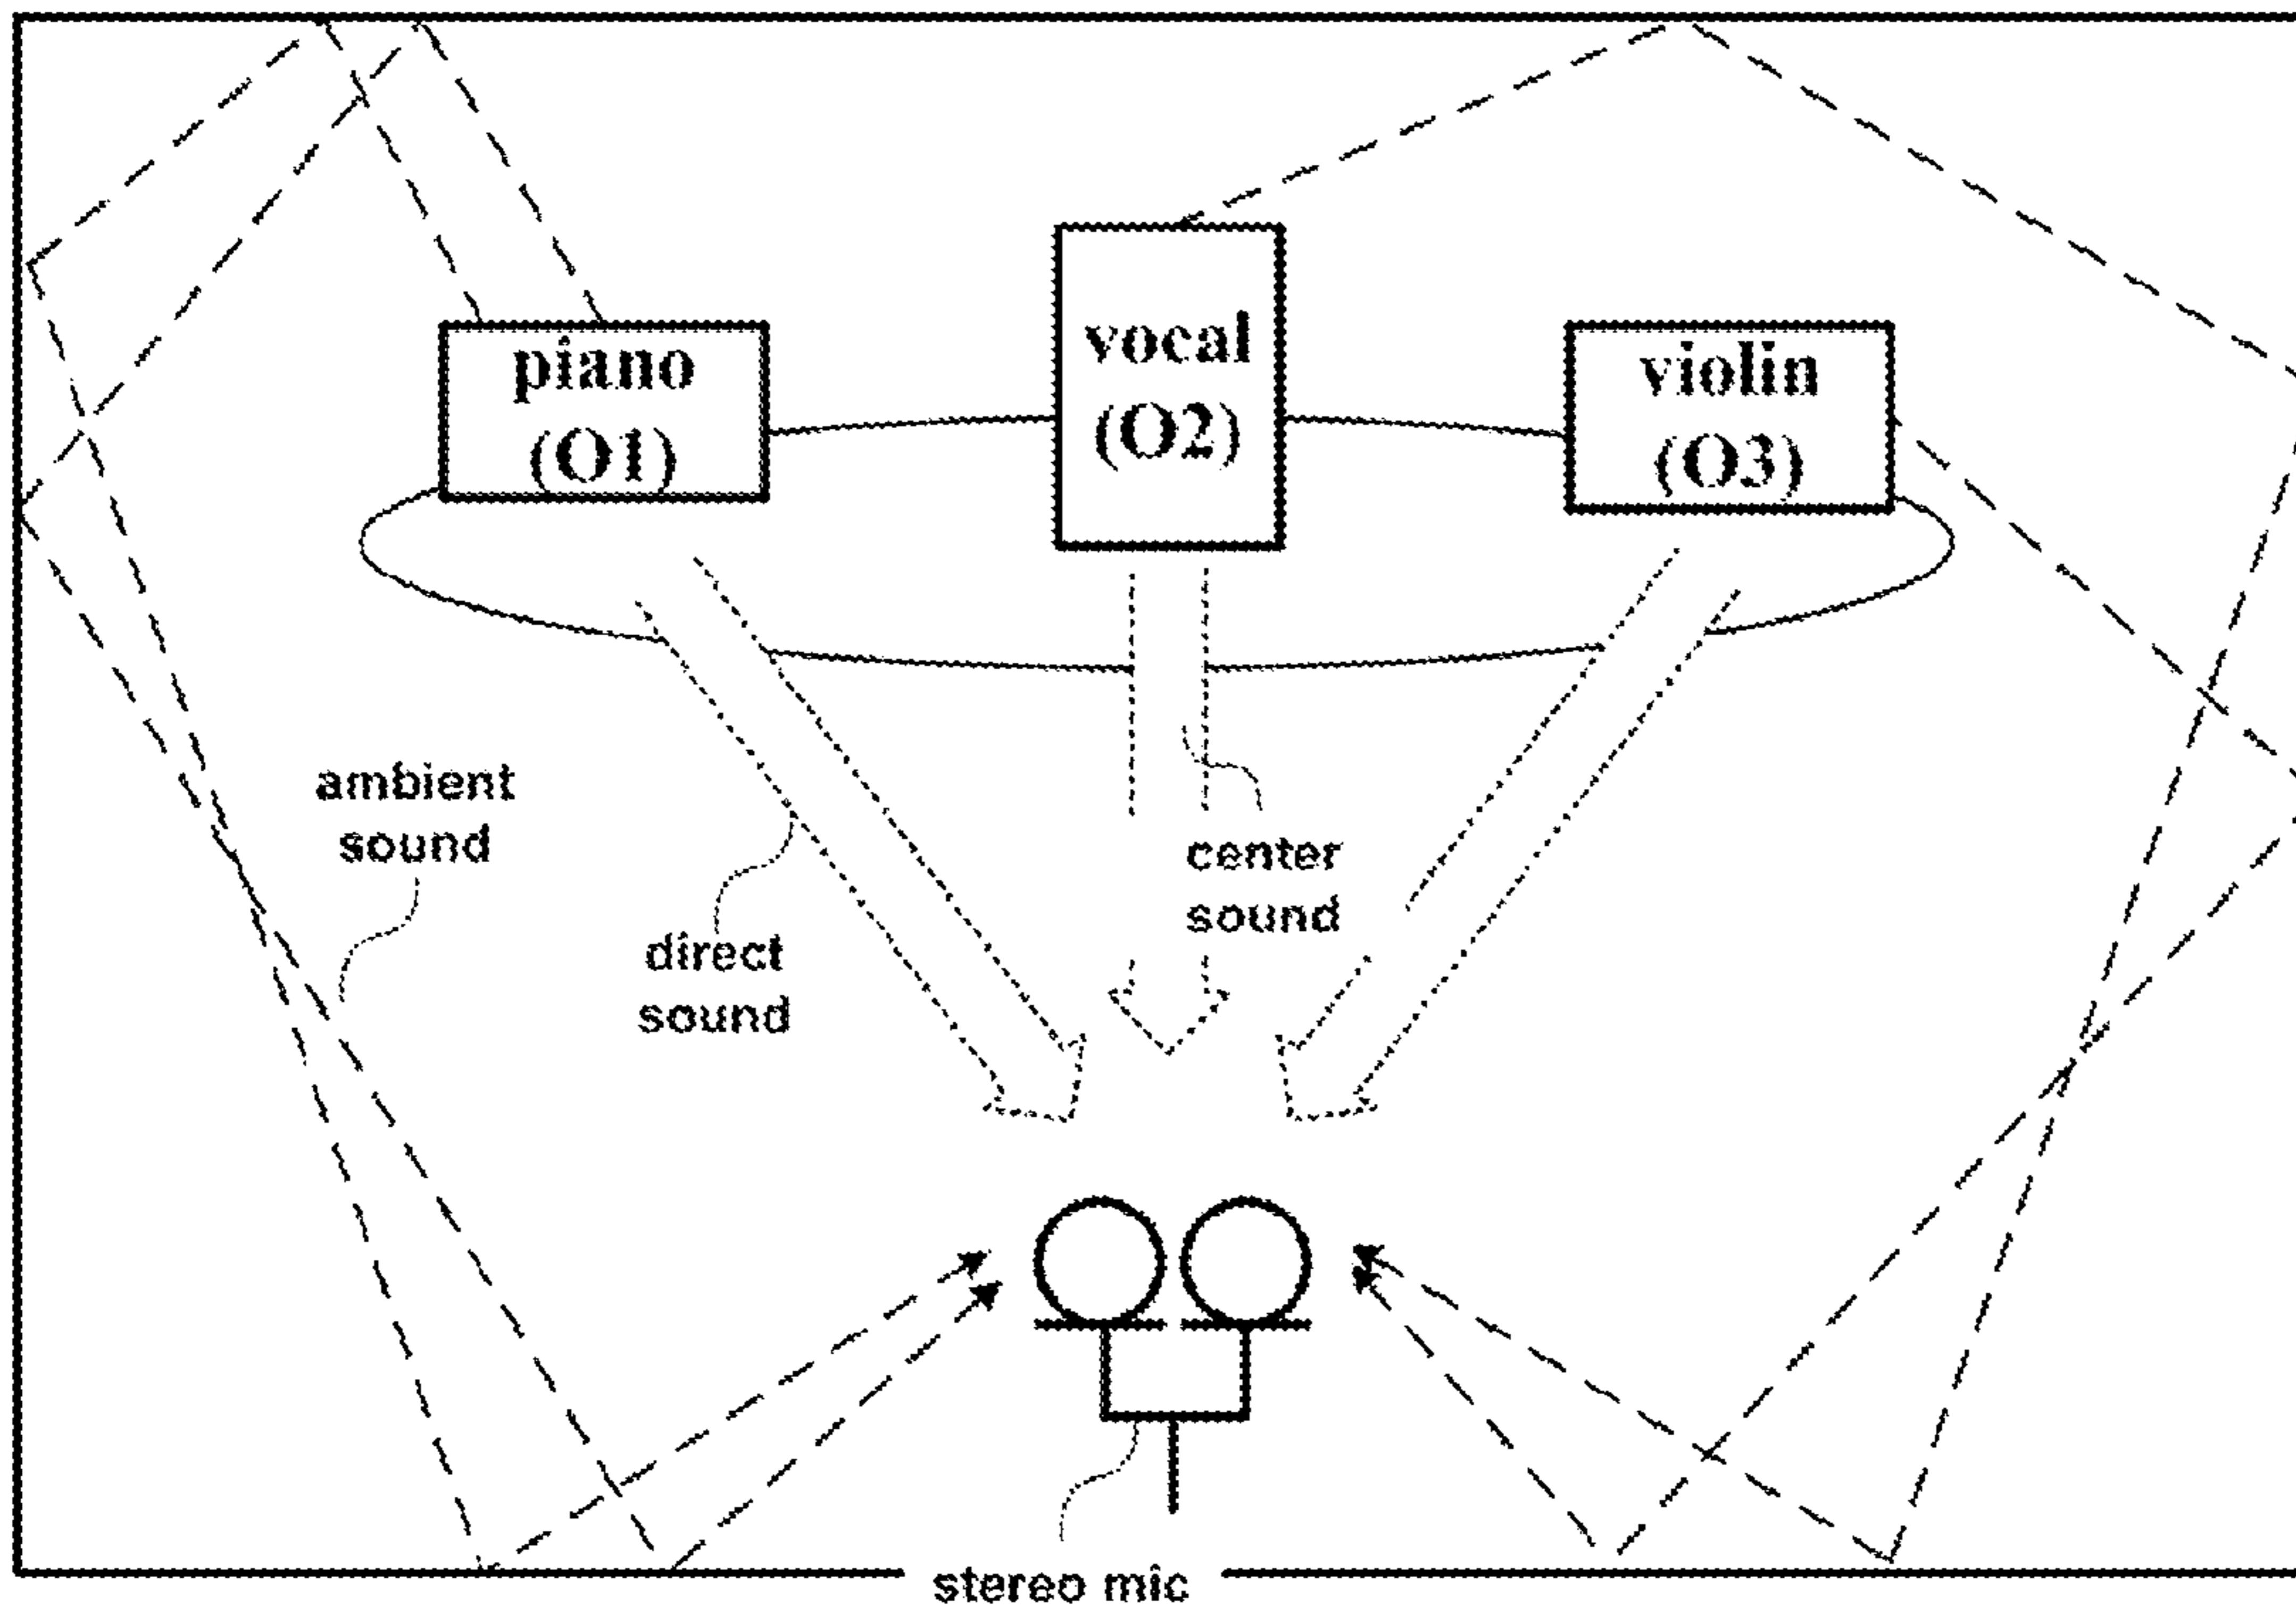 piano
(O1)
vocal
(O2)
violin
(O3)
ambient
sound
direct
sound
center
sound
stereo mic